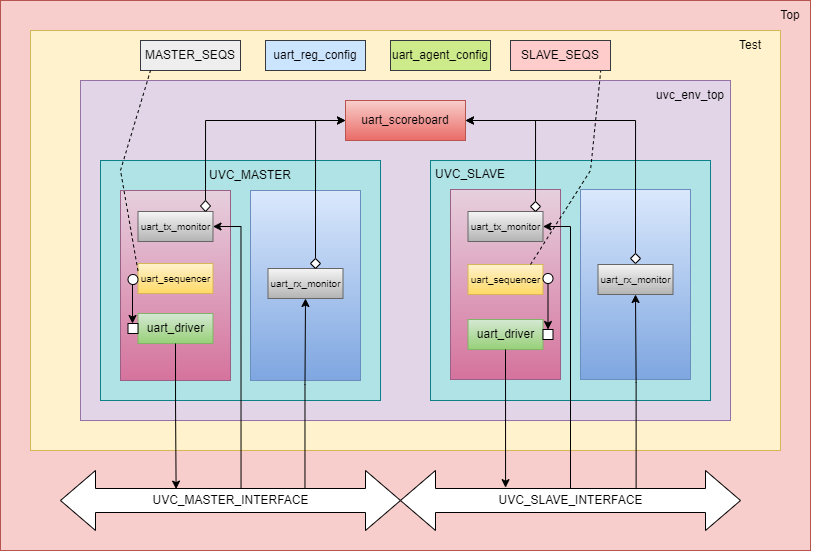 Top
Test
MASTER_SEQS
uart_reg_config
uart_agent_config
SLAVE_SEQS
uvc_env_top
uart_scoreboard
UVC_MASTER
UVC_SLAVE
uart_tx_monitor
uart_rx_monitor
uart_sequencer
uart_driver
uart_tx_monitor
uart_rx_monitor
uart_sequencer
uart_driver
UVC_MASTER_INTERFACE
UVC_SLAVE_INTERFACE